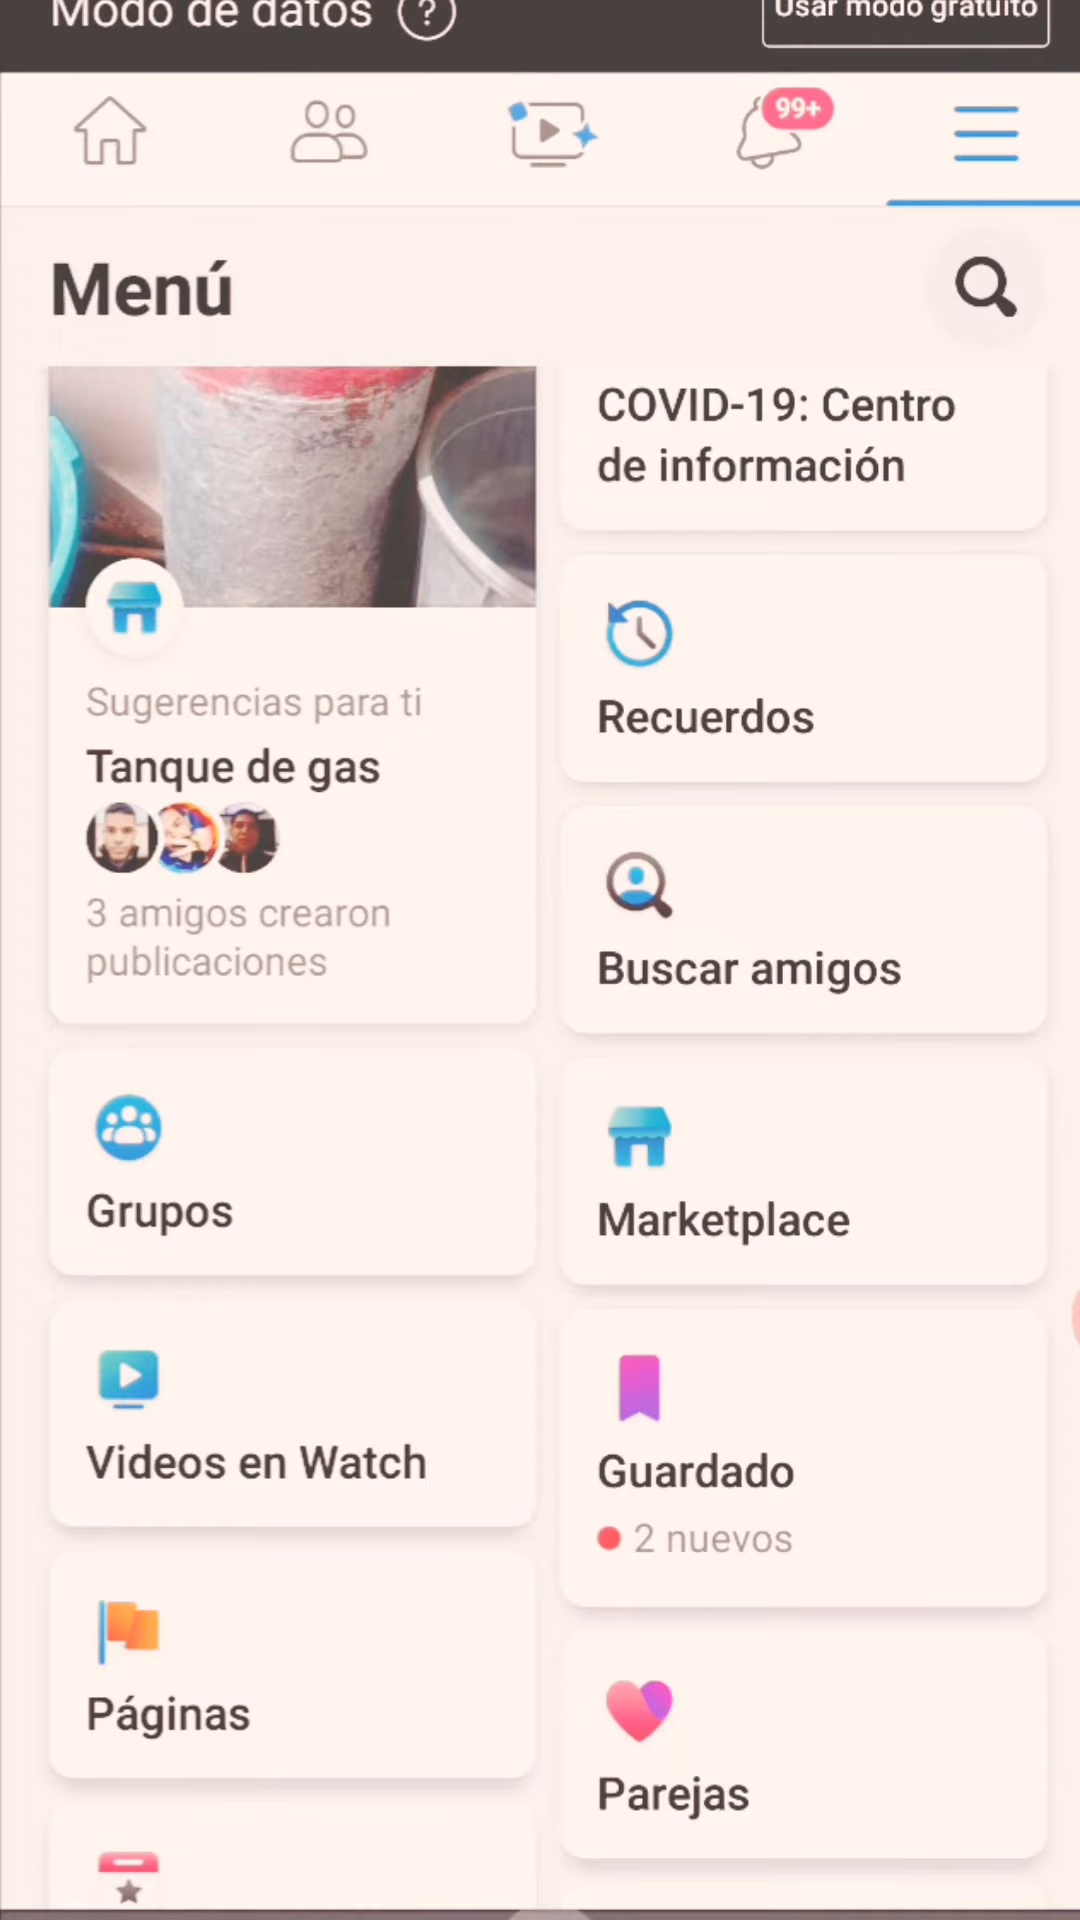 Modo de datos ?
Usar modo gratuito
99+
Menú
COVID-19: Centro
de información
Sugerencias para ti
Tanque de gas
3 amigos crearon
publicaciones
Recuerdos
Buscar amigos
Grupos
Marketplace
Videos en Watch
Guardado
2 nuevos
Páginas
Parejas